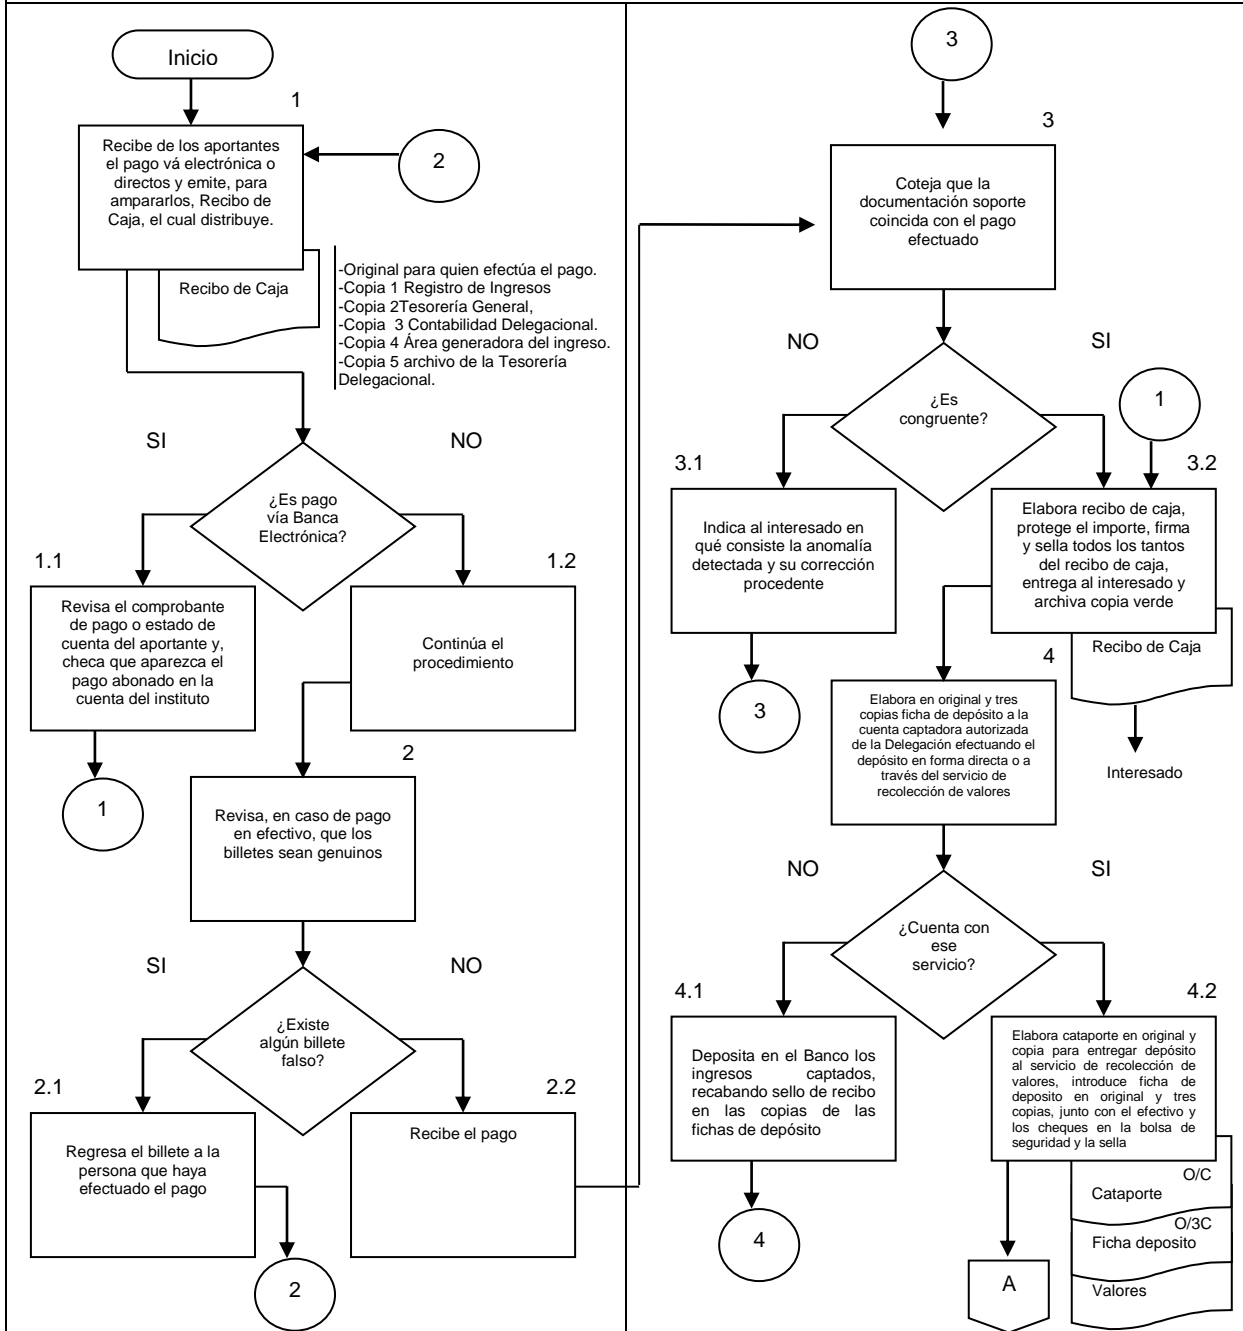 Inicio
1
Recibe de los aportantes
el pago vá electrónica o
directos y emite, para
ampararlos, Recibo de
Caja, el cual distribuye.
2
Recibo de Caja
-Original para quien efectúa el pago.
-Copia 1 Registro de Ingresos
-Copia 2Tesorería General,
-Copia 3 Contabilidad Delegacional.
-Copia 4 Área generadora del ingreso.
-Copia 5 archivo de la Tesorería
Delegacional.
SI
NO
¿Es pago
vía Banca
Electrónica?
1.1
1.2
Revisa el comprobante
de pago o estado de
cuenta del aportante y,
checa que aparezca el
pago abonado en la
cuenta del instituto
Continúa el
procedimiento
1
2
Revisa, en caso de pago
en efectivo, que los
billetes sean genuinos
SI
NO
¿Existe
algún billete
falso?
2.1
2.2
Regresa el billete a la
persona que haya
efectuado el pago
Recibe el pago
2
3
3
Coteja que la
documentación soporte
coincida con el pago
efectuado
NO
SI
¿Es
congruente?
1
3.1
3.2
Indica al interesado en
qué consiste la anomalía
detectada y su corrección
procedente
Elabora recibo de caja,
protege el importe, firma
y sella todos los tantos
del recibo de caja,
entrega al interesado y
archiva copia verde
Recibo de Caja
3
4
Elabora en original y tres
copias ficha de depósito a la
cuenta captadora autorizada
de la Delegación efectuando el
depósito en forma directa o a
través del servicio de
recolección de valores
Interesado
NO
SI
¿Cuenta con
ese
servicio?
4.1
4.2
Deposita en el Banco los
ingresos captados,
recabando sello de recibo
en las copias de las
fichas de depósito
Elabora cataporte en original y
copia para entregar depósito
al servicio de recolección de
valores, introduce ficha de
deposito en original y tres
copias, junto con el efectivo y
los cheques en la bolsa de
seguridad y la sella
O/C
Cataporte
O/3C
Ficha deposito
Valores
4
A